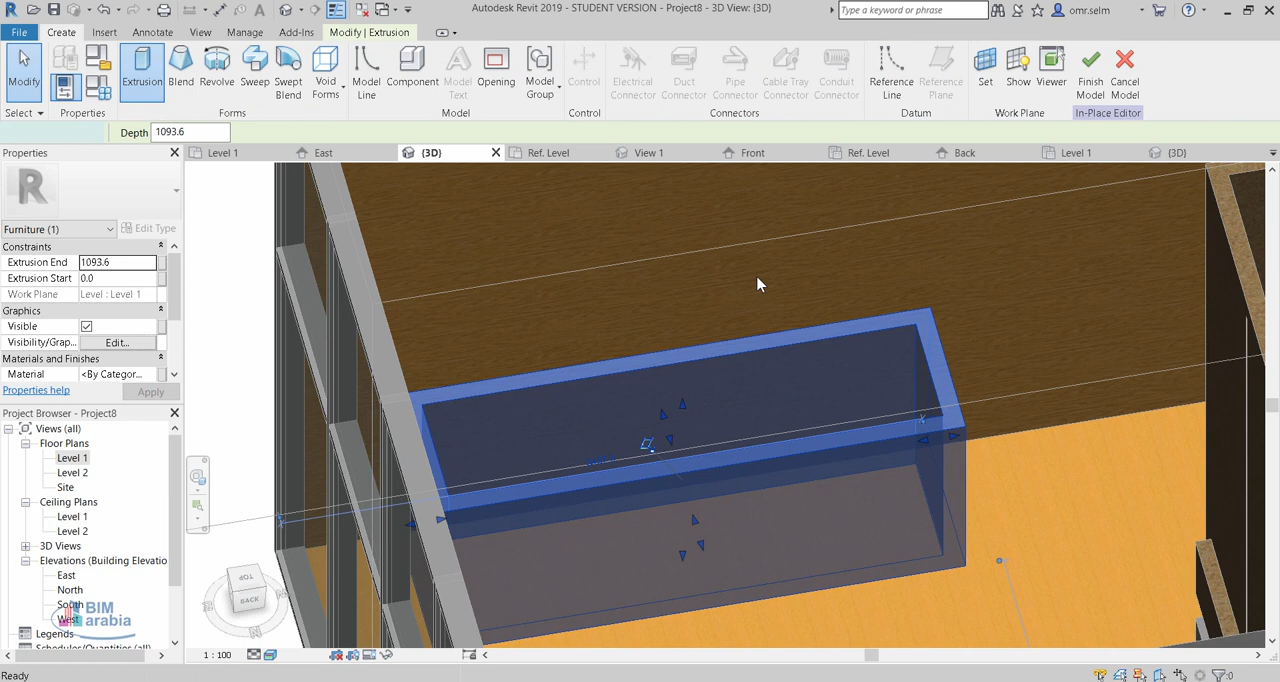 Autodesk Revit 2019 - STUDENT VERSION - Project8 - 3D View: {3D}
Type a keyword or phrase
omr.selm
File Create Insert Annotate View Manage Add-Ins Modify | Extrusion
Modify Extrusion Blend Revolve Sweep Swept Blend Void Forms Model Line Component Model Text Opening Model Group Control Electrical Connector Duct Connector Pipe Connector Cable Tray Connector Conduit Connector Reference Line Reference Plane Set Show Viewer Finish Model Cancel Model
Select Properties Forms Model Control Connectors Datum Work Plane In-Place Editor
Depth 1093.6
Properties
Level 1 East {3D} Ref. Level View 1 Front Ref. Level Back Level 1 {3D}
R
Furniture (1) Edit Type
Constraints
Extrusion End 1093.6
Extrusion Start 0.0
Work Plane Level : Level 1
Graphics
Visible
Visibility/Grap... Edit...
Materials and Finishes
Material <By Categor...
Properties help Apply
Project Browser - Project8
Views (all)
Floor Plans
Level 1
Level 2
Site
Ceiling Plans
Level 1
Level 2
3D Views
Elevations (Building Elevatio
East
North
South
West
Legends
Schedules/Quantities (all)
BIM
arabia
TOP
BACK
1 : 100
Ready
:0